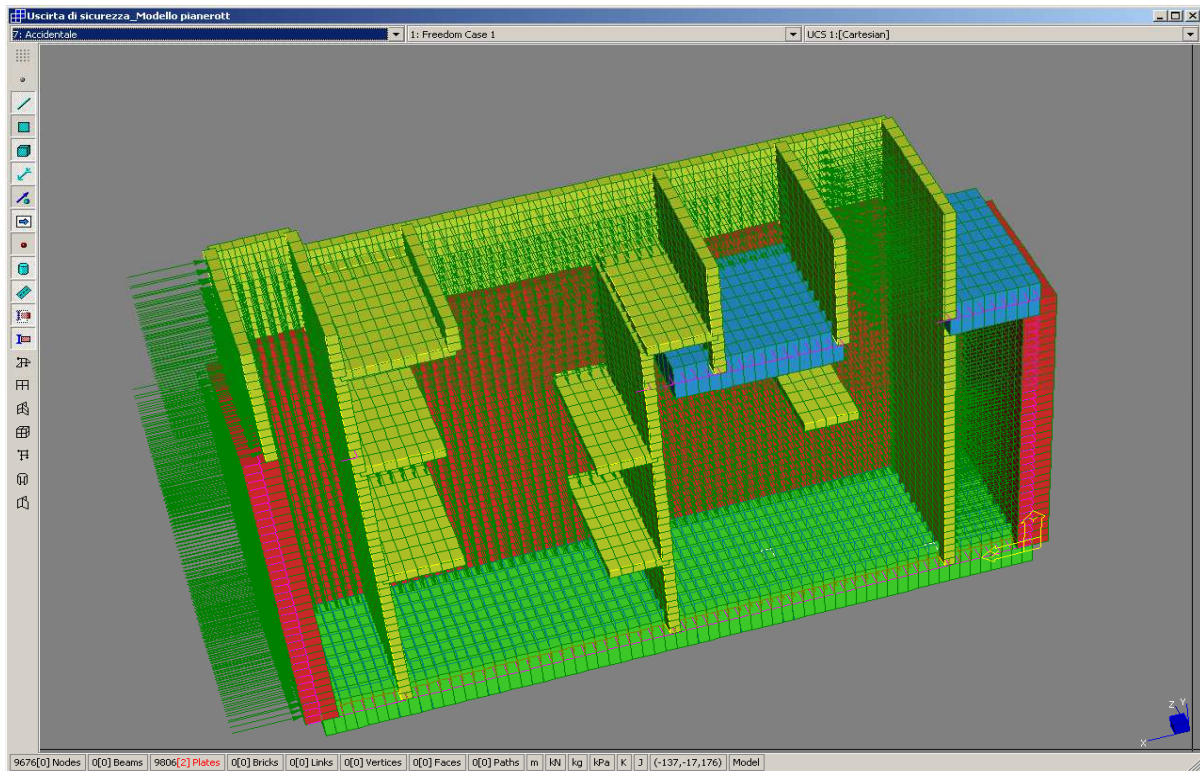 Uscirta di sicurezza_Modello pianerott
7: Accidentale
1: Freedom Case 1
UCS 1:[Cartesian]
Z Y
X
9676[0] Nodes 0[0] Beams 9806[2] Plates 0[0] Bricks 0[0] Links 0[0] Vertices 0[0] Faces 0[0] Paths m kN kg kPa K J (-137,-17,176) Model